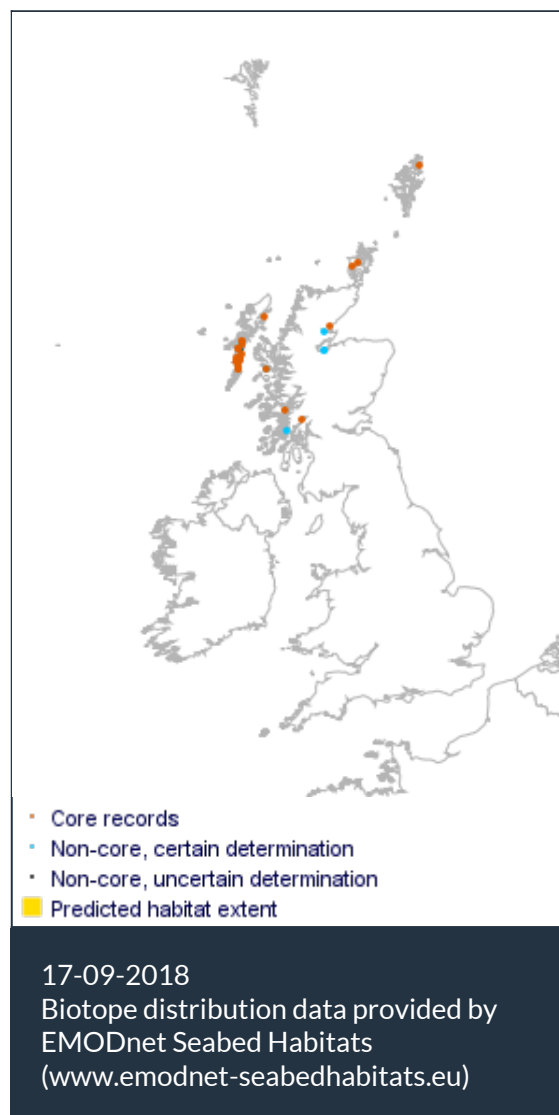 Core records
Non-core, certain determination
Non-core, uncertain determination
Predicted habitat extent
17-09-2018
Biotope distribution data provided by
EMODnet Seabed Habitats
(www.emodnet-seabedhabitats.eu)